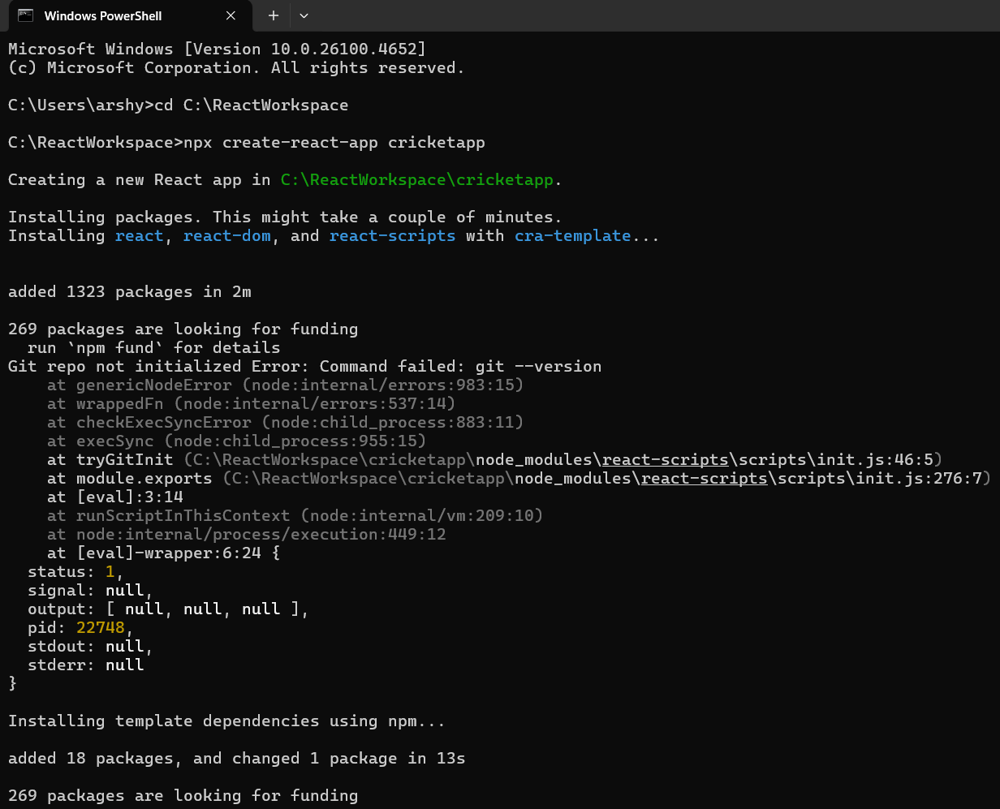 Windows PowerShell
Microsoft Windows [Version 10.0.26100.4652]
(c) Microsoft Corporation. All rights reserved.
C:\Users\arshy>cd C:\ReactWorkspace
C:\ReactWorkspace>npx create-react-app cricketapp
Creating a new React app in C:\ReactWorkspace\cricketapp.
Installing packages. This might take a couple of minutes.
Installing react, react-dom, and react-scripts with cra-template...
added 1323 packages in 2m
269 packages are looking for funding
  run `npm fund` for details
Git repo not initialized Error: Command failed: git --version
    at genericNodeError (node:internal/errors:983:15)
    at wrappedFn (node:internal/errors:537:14)
    at checkExecSyncError (node:child_process:883:11)
    at execSync (node:child_process:955:15)
    at tryGitInit (C:\ReactWorkspace\cricketapp\node_modules\react-scripts\scripts\init.js:46:5)
    at module.exports (C:\ReactWorkspace\cricketapp\node_modules\react-scripts\scripts\init.js:276:7)
    at [eval]:3:14
    at runScriptInThisContext (node:internal/vm:209:10)
    at node:internal/process/execution:449:12
    at [eval]-wrapper:6:24 {
  status: 1,
  signal: null,
  output: [ null, null, null ],
  pid: 22748,
  stdout: null,
  stderr: null
}
Installing template dependencies using npm...
added 18 packages, and changed 1 package in 13s
269 packages are looking for funding